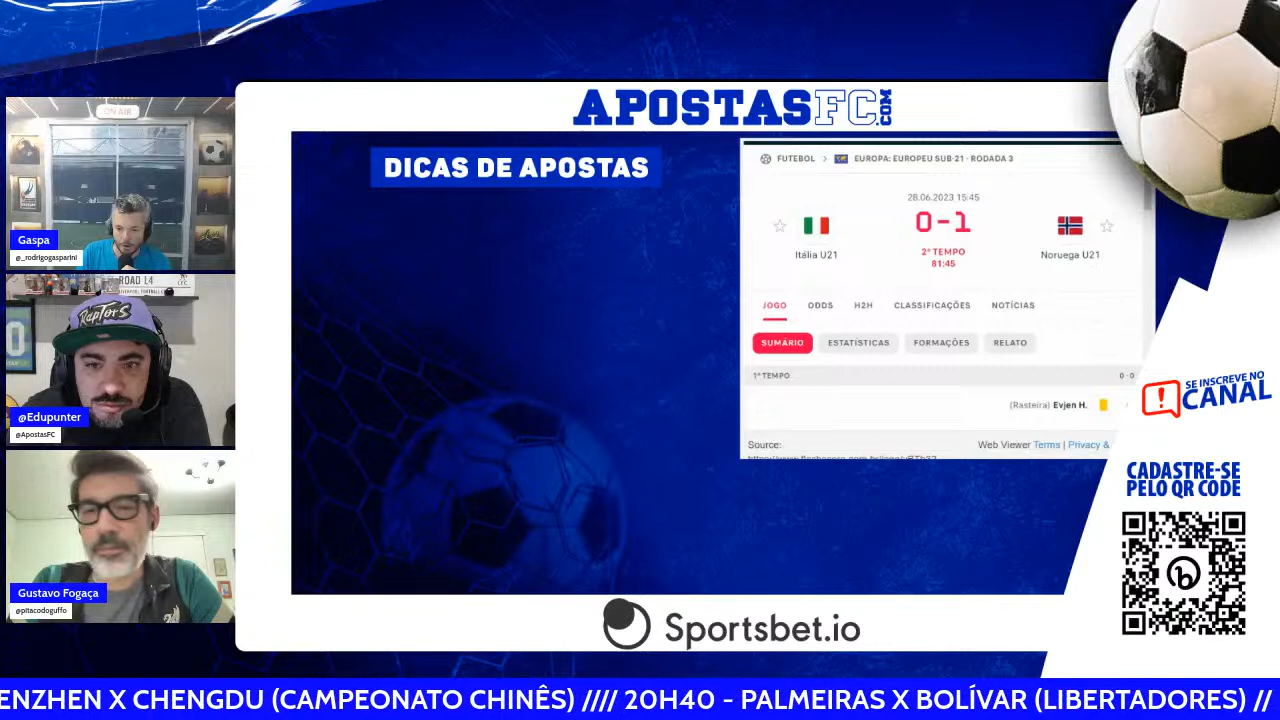 APOSTASFC.COM
DICAS DE APOSTAS
FUTEBOL > EUROPA: EUROPEU SUB-21 - RODADA 3
28.06.2023 15:45
0-1
Itália U21
2º TEMPO
81:45
Noruega U21
JOGO ODDS H2H CLASSIFICAÇÕES NOTÍCIAS
SUMÁRIO ESTATÍSTICAS FORMAÇÕES RELATO
1º TEMPO 0 - 0
(Rasteira) Evjen H.
Source: Web Viewer Terms | Privacy &
ON AIR
Gaspa
@_rodrigogasparini
ROAD L4
LIVERPOOL FOOTBALL
RAPTORS
@Edupunter
@ApostasFC
Gustavo Fogaça
@pitacodoguffo
! SE INSCREVE NO
CANAL
CADASTRE-SE
PELO QR CODE
b
Sportsbet.io
ENZHEN X CHENGDU (CAMPEONATO CHINÊS) //// 20H40 - PALMEIRAS X BOLÍVAR (LIBERTADORES) //